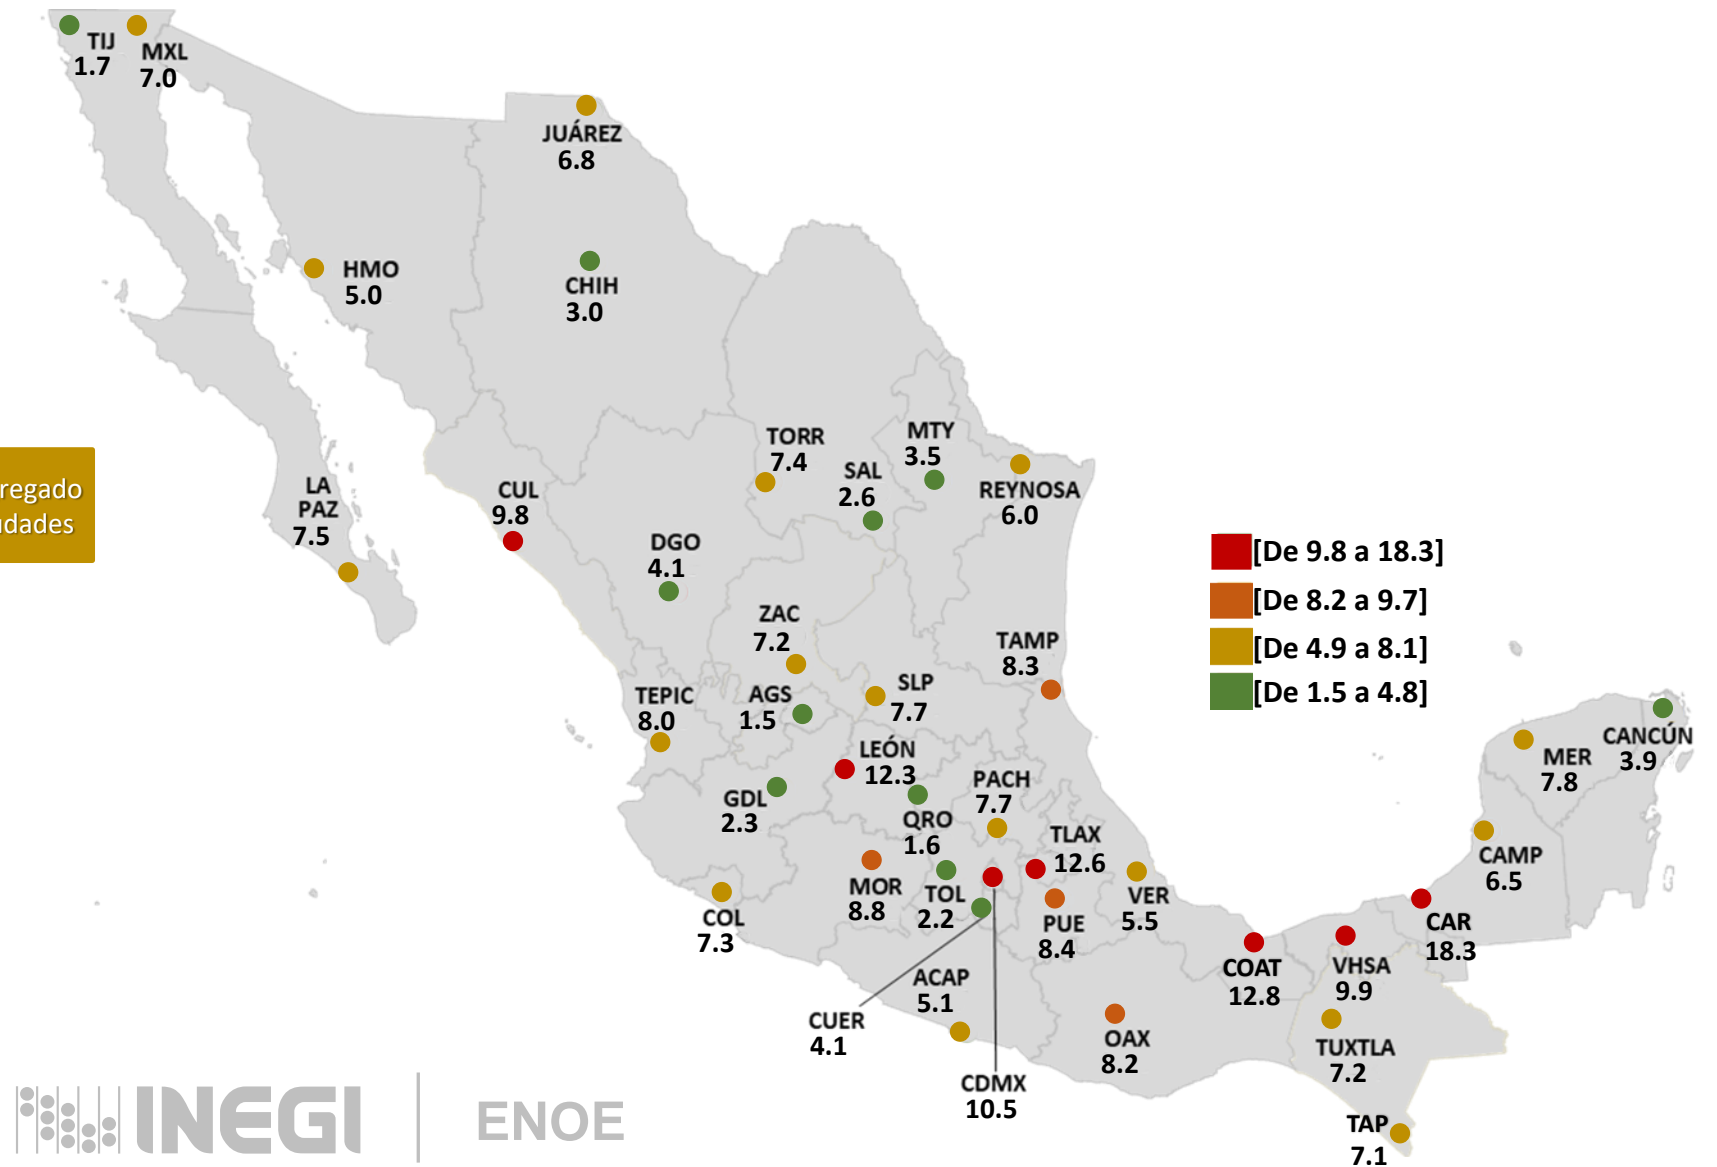 TIJ
1.7
MXL
7.0
JUÁREZ
6.8
HMO
5.0
CHIH
3.0
LA
PAZ
7.5
CUL
9.8
TORR
7.4
SAL
2.6
MTY
3.5
REYNOSA
6.0
DGO
4.1
ZAC
7.2
TAMP
8.3
TEPIC
8.0
AGS
1.5
SLP
7.7
LEÓN
12.3
GDL
2.3
QRO
1.6
PACH
7.7
TLAX
12.6
MOR
8.8
TOL
2.2
COL
7.3
PUE
8.4
VER
5.5
ACAP
5.1
CUER
4.1
CDMX
10.5
OAX
8.2
COAT
12.8
VHSA
9.9
TUXTLA
7.2
TAP
7.1
CAR
18.3
CAMP
6.5
MER
7.8
CANCÚN
3.9
[De 9.8 a 18.3]
[De 8.2 a 9.7]
[De 4.9 a 8.1]
[De 1.5 a 4.8]
INEGI
ENOE